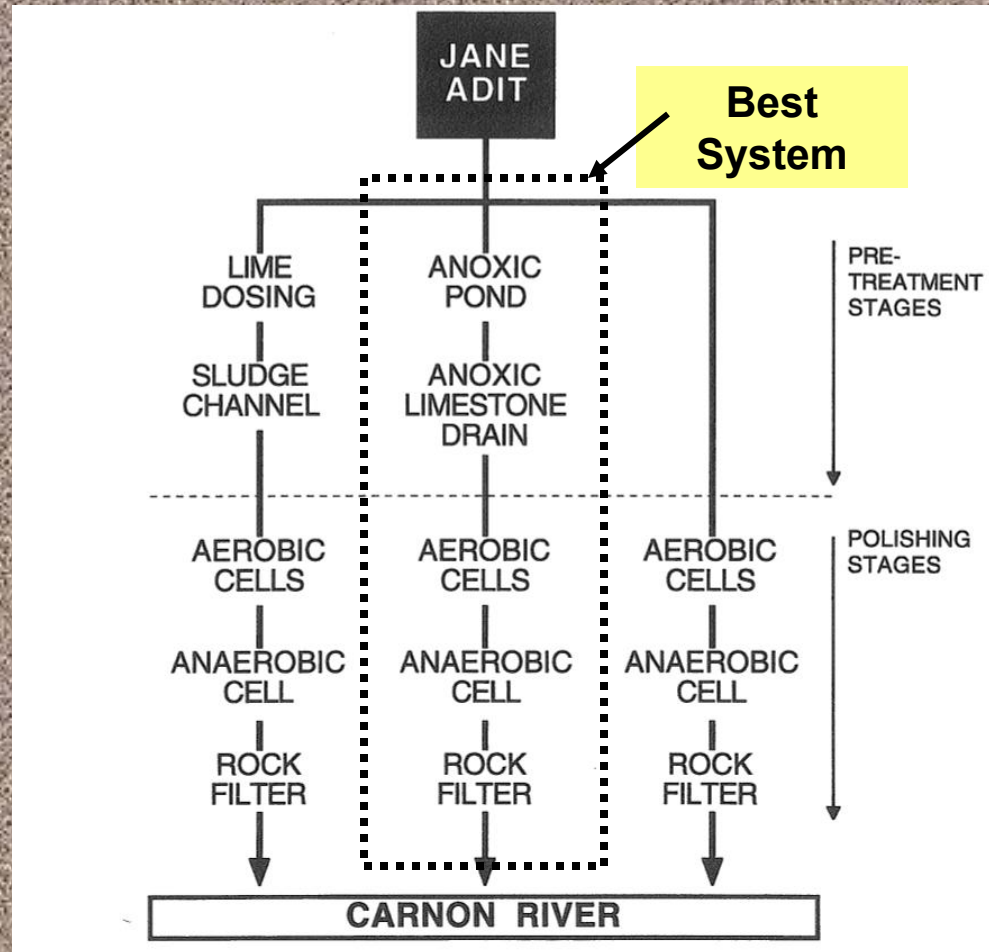 JANE
ADIT
Best
System
LIME
DOSING
ANOXIC
POND
PRE-
TREATMENT
STAGES
SLUDGE
CHANNEL
ANOXIC
LIMESTONE
DRAIN
AEROBIC
CELLS
AEROBIC
CELLS
AEROBIC
CELLS
POLISHING
STAGES
ANAEROBIC
CELL
ANAEROBIC
CELL
ANAEROBIC
CELL
ROCK
FILTER
ROCK
FILTER
ROCK
FILTER
CARNON RIVER